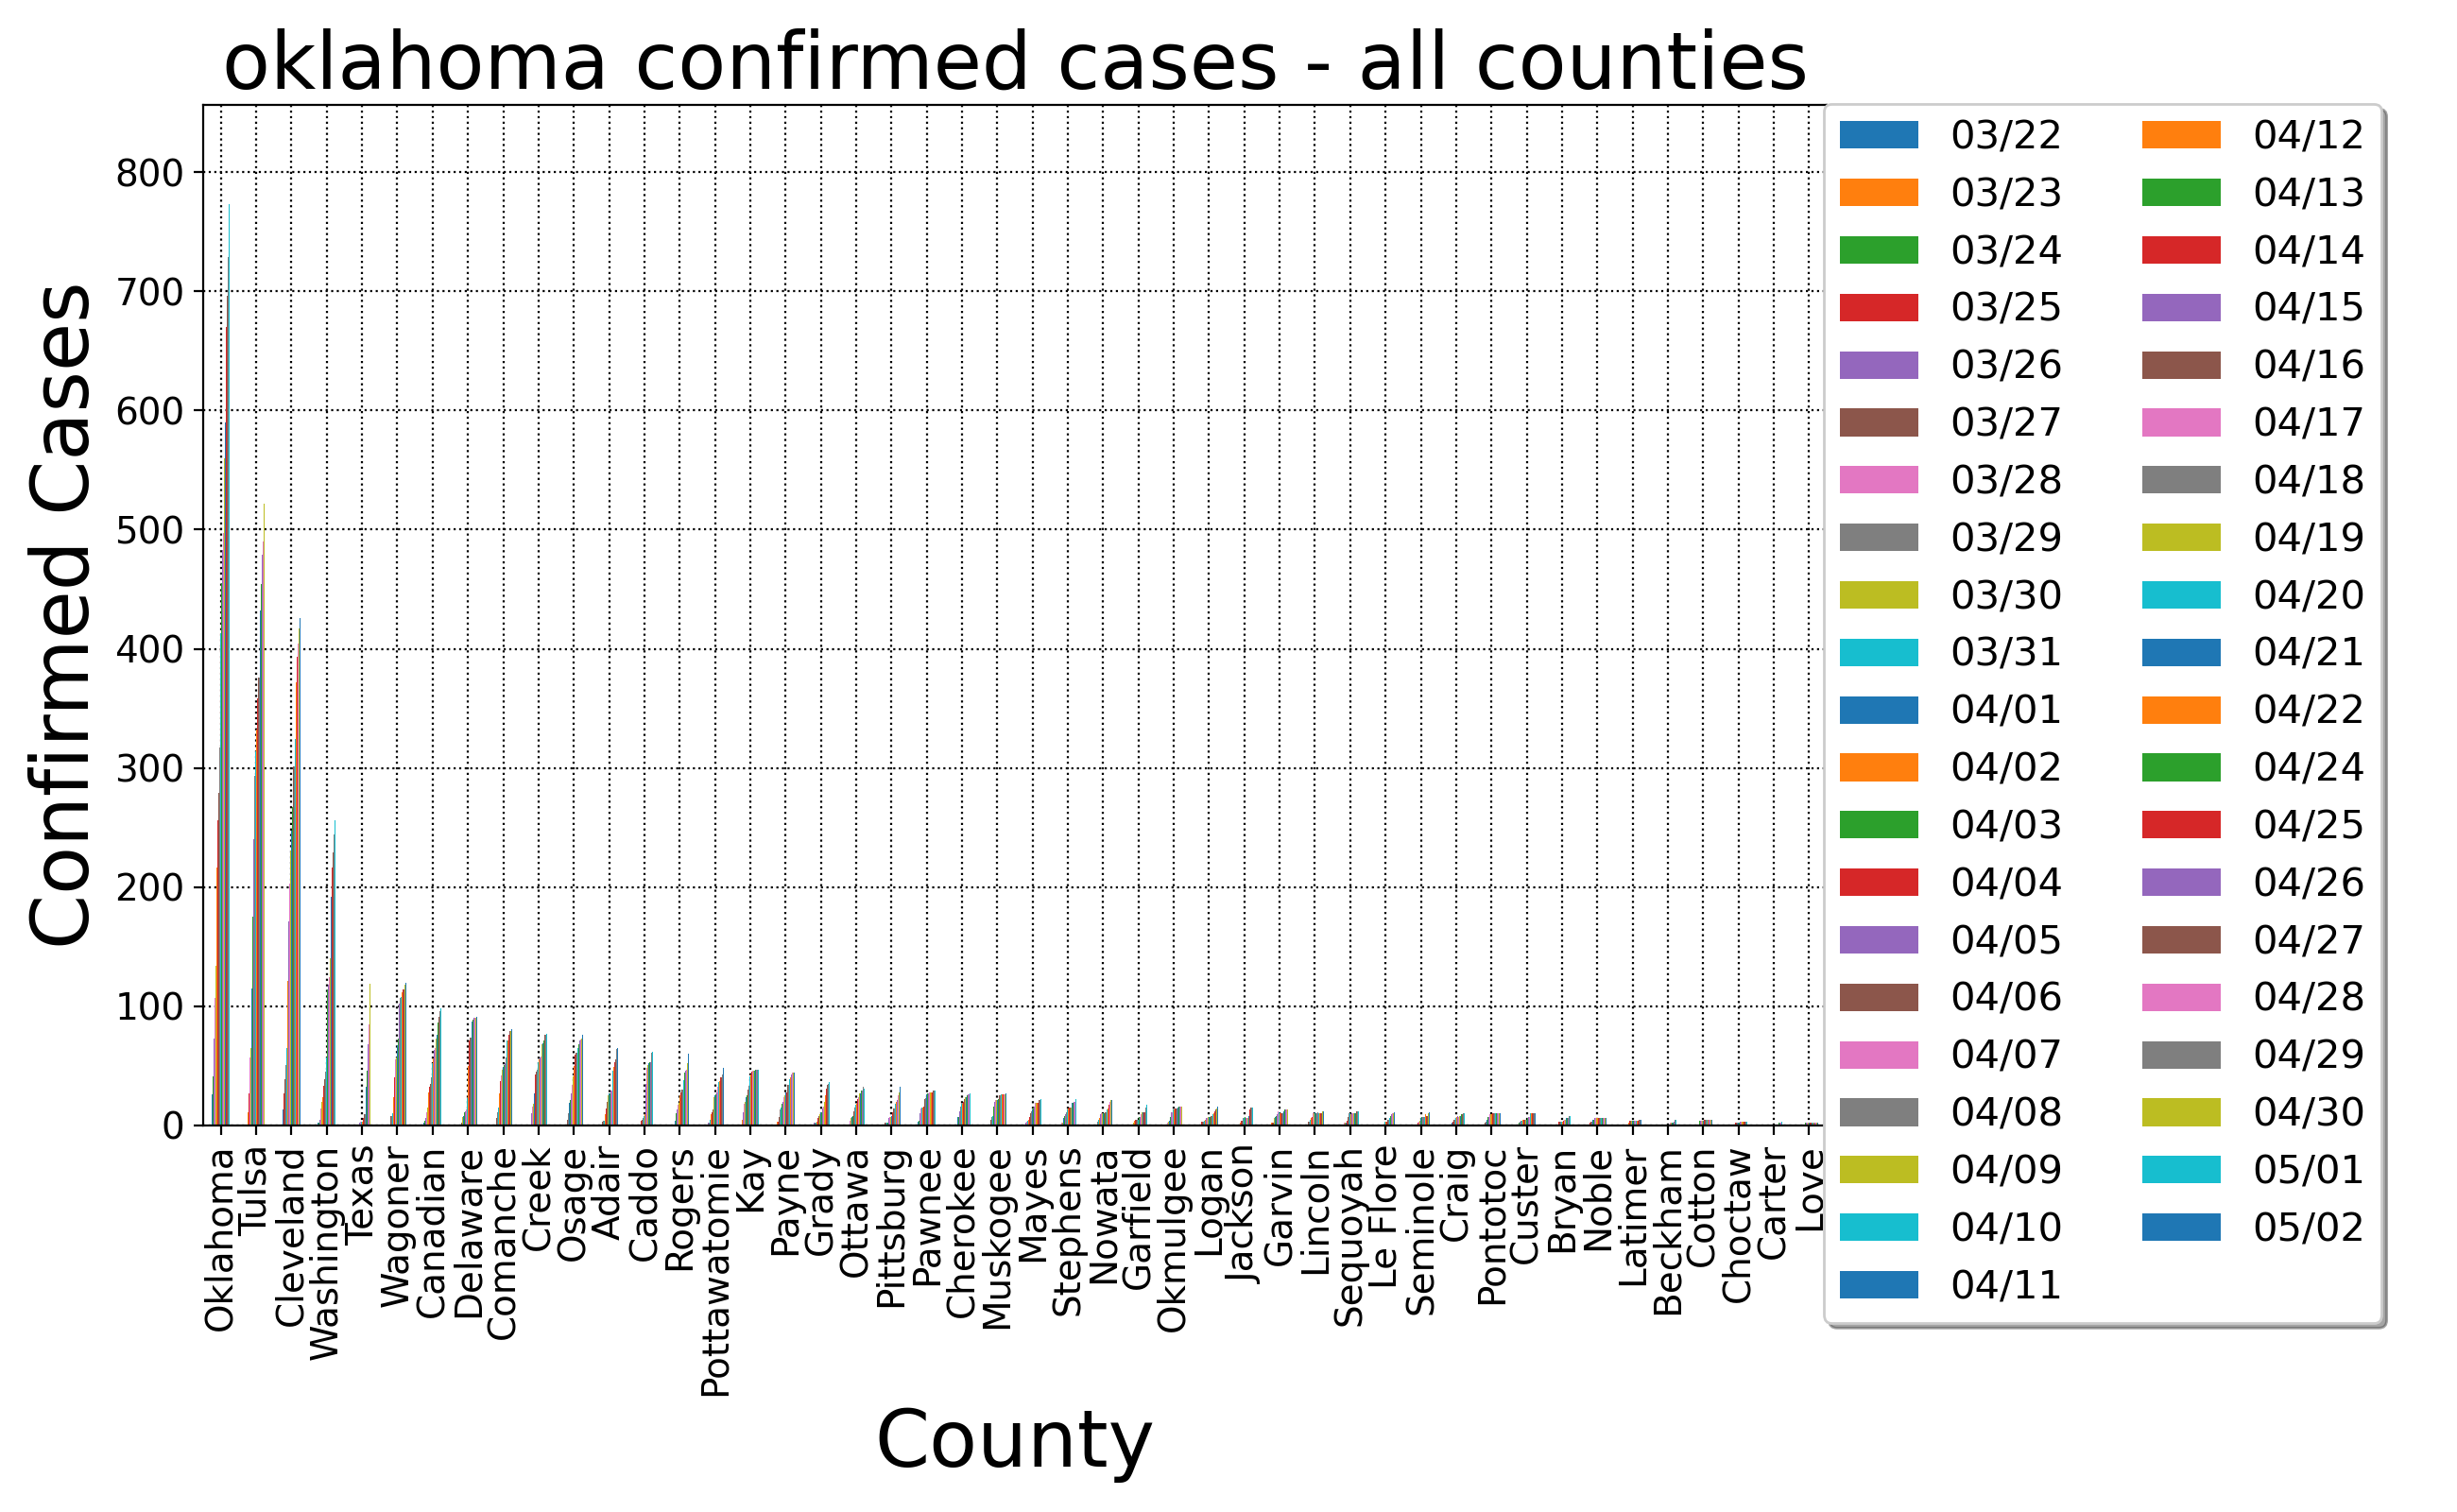 oklahoma confirmed cases - all counties
Confirmed Cases
800
700
600
500
400
300
200
100
0
Oklahoma
Tulsa
Cleveland
Washington
Texas
Wagoner
Canadian
Delaware
Comanche
Creek
Osage
Adair
Caddo
Rogers
Pottawatomie
Kay
Payne
Grady
Ottawa
Pittsburg
Pawnee
Cherokee
Muskogee
Mayes
Stephens
Nowata
Garfield
Okmulgee
Logan
Jackson
Garvin
Lincoln
Sequoyah
Le Flore
Seminole
Craig
Pontotoc
Custer
Bryan
Noble
Latimer
Beckham
Cotton
Choctaw
Carter
Love
County
03/22
03/23
03/24
03/25
03/26
03/27
03/28
03/29
03/30
03/31
04/01
04/02
04/03
04/04
04/05
04/06
04/07
04/08
04/09
04/10
04/11
04/12
04/13
04/14
04/15
04/16
04/17
04/18
04/19
04/20
04/21
04/22
04/24
04/25
04/26
04/27
04/28
04/29
04/30
05/01
05/02